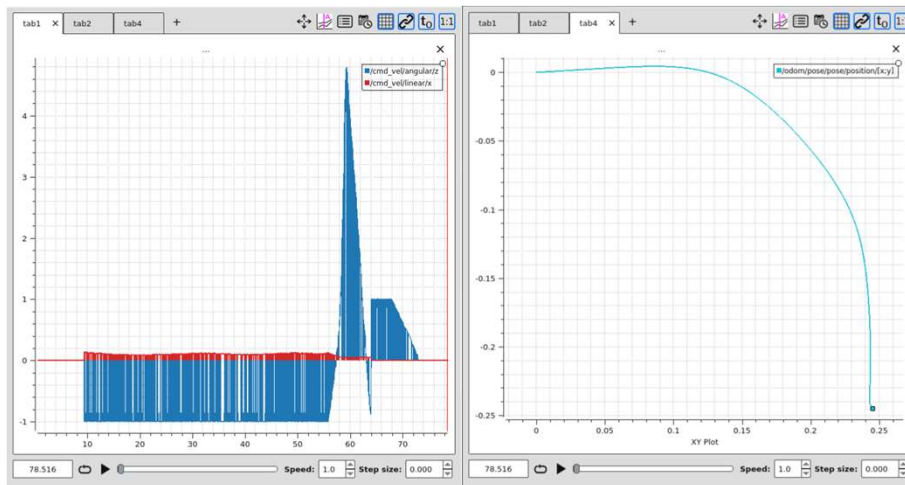 tab1 × tab2 tab4 +
1:1
...
×
/cmd_vel/angular/z
/cmd_vel/linear/x
4
3
2
1
0
-1
10 20 30 40 50 60 70
78.516 Speed: 1.0 Step size: 0.000
tab1 tab2 tab4 × +
...
×
/odom/pose/pose/position/[x;y]
0
-0.05
-0.1
-0.15
-0.2
-0.25
0 0.05 0.1 0.15 0.2 0.25
XY Plot
78.516 Speed: 1.0 Step size: 0.000